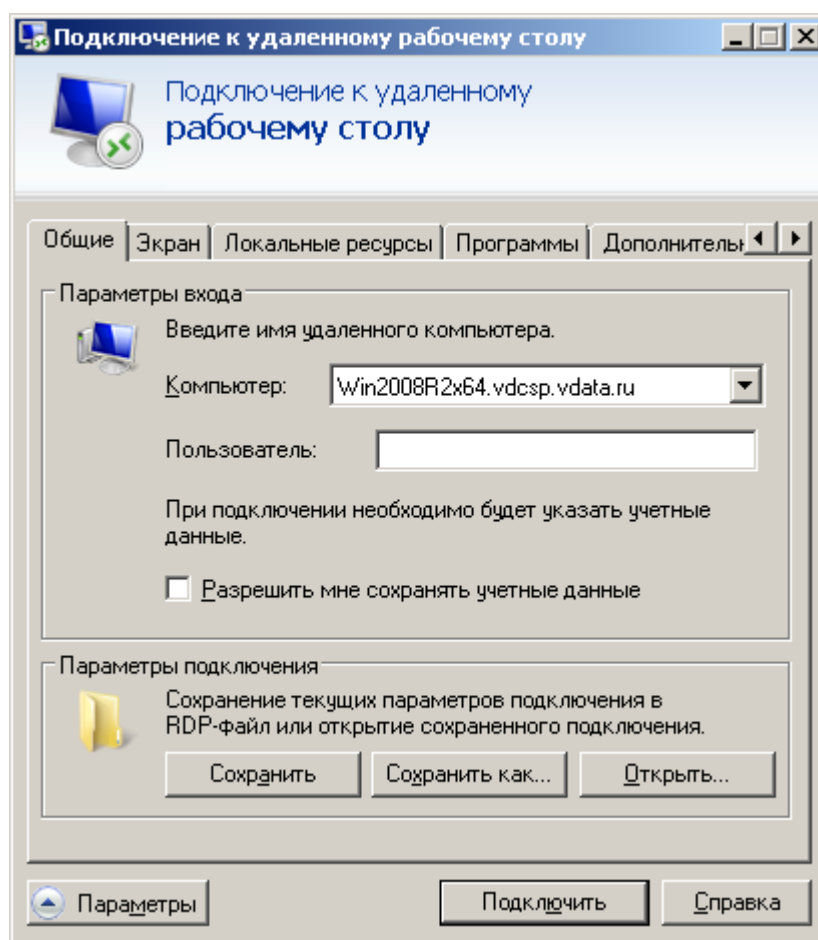 Подключение к удаленному рабочему столу
Подключение к удаленному
рабочему столу
Общие Экран Локальные ресурсы Программы Дополнительн
Параметры входа
Введите имя удаленного компьютера.
Компьютер: Win2008R2x64.vdcsp.vdata.ru
Пользователь:
При подключении необходимо будет указать учетные
данные.
Разрешить мне сохранять учетные данные
Параметры подключения
Сохранение текущих параметров подключения в
RDP-файл или открытие сохраненного подключения.
Сохранить Сохранить как... Открыть...
Параметры Подключить Справка